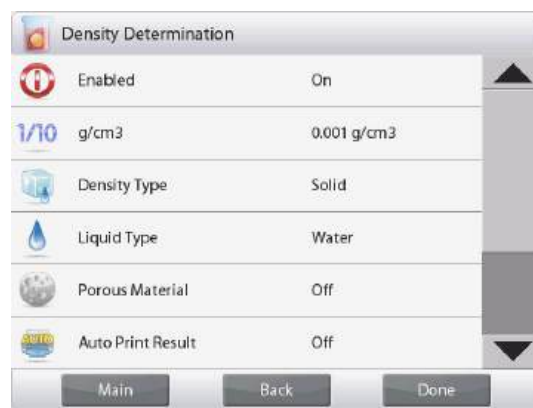 Density Determination
Enabled On
1/10 g/cm3 0.001 g/cm3
Density Type Solid
Liquid Type Water
Porous Material Off
AUTO Auto Print Result Off
Main Back Done